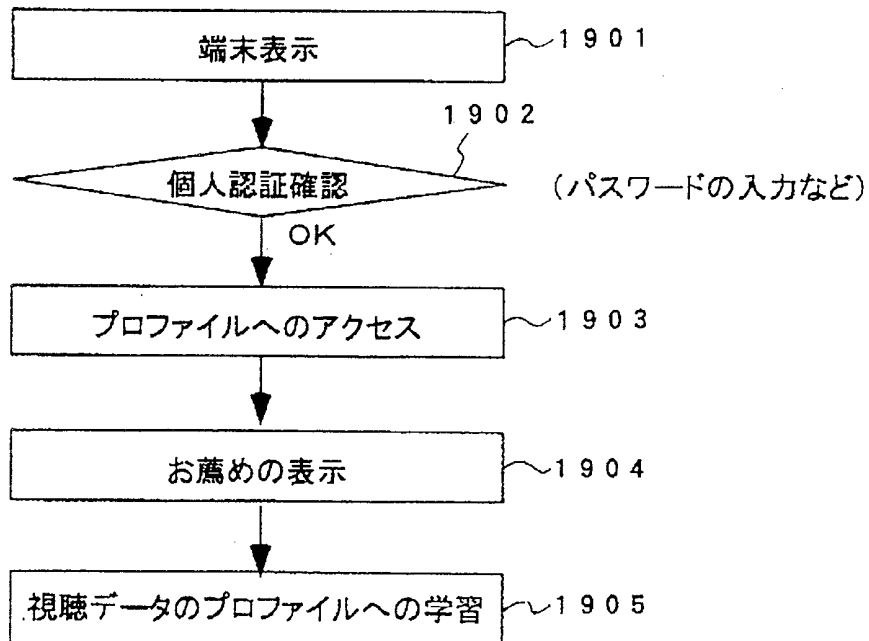 端末表示 1901
1902
個人認証確認 (パスワードの入力など)
OK
プロファイルへのアクセス 1903
お薦めの表示 1904
視聴データのプロファイルへの学習 1905